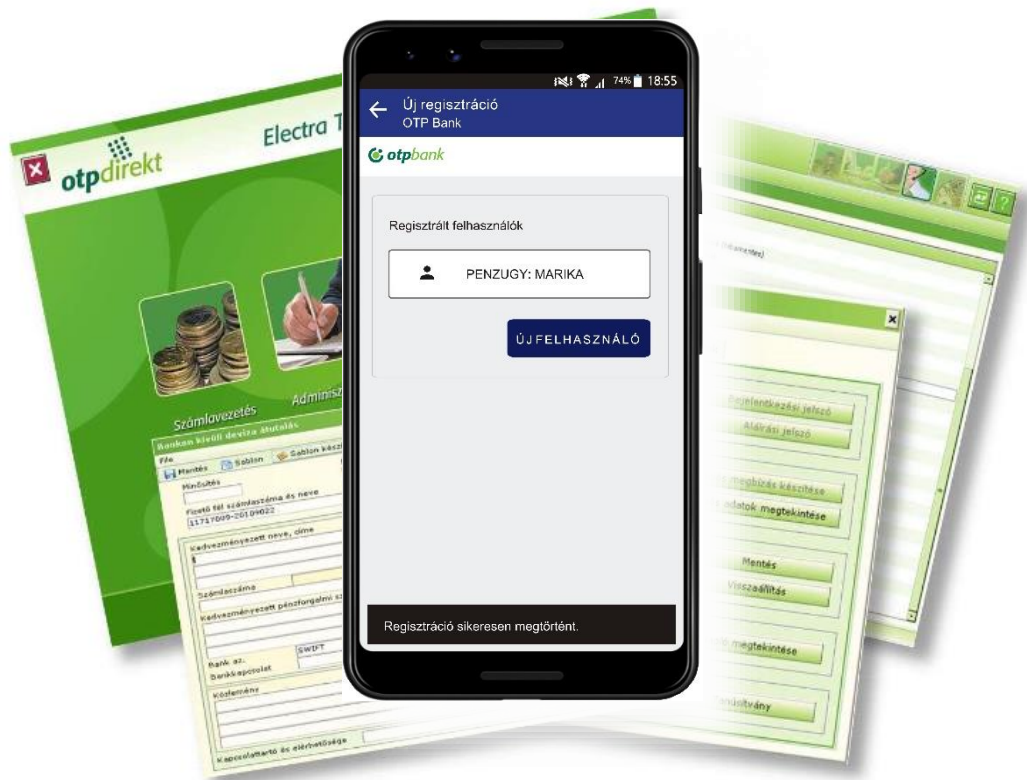 otpdirekt
Electra T
Számlavezetés
Adminisz
Bankon kívüli deviza átutalás
File
Mentés Sablon Sablon kész
Minősítés
Fizető fél számlaszáma és neve
11717009-20109022
Kedvezményezett neve, címe
Számlaszáma
Kedvezményezett pénzforgalmi sz
Bank az. SWIFT
Bankkapcsolat
Közlemény
Kapcsolattartó és elérhetősége
74% 18:55
Új regisztráció
OTP Bank
otpbank
Regisztrált felhasználók
PENZUGY: MARIKA
ÚJ FELHASZNÁLÓ
Regisztráció sikeresen megtörtént.
Bejelentkezési jelszó
Aláírási jelszó
megbízás készítése
adatok megtekintése
Mentés
Visszaállítás
megtekintése